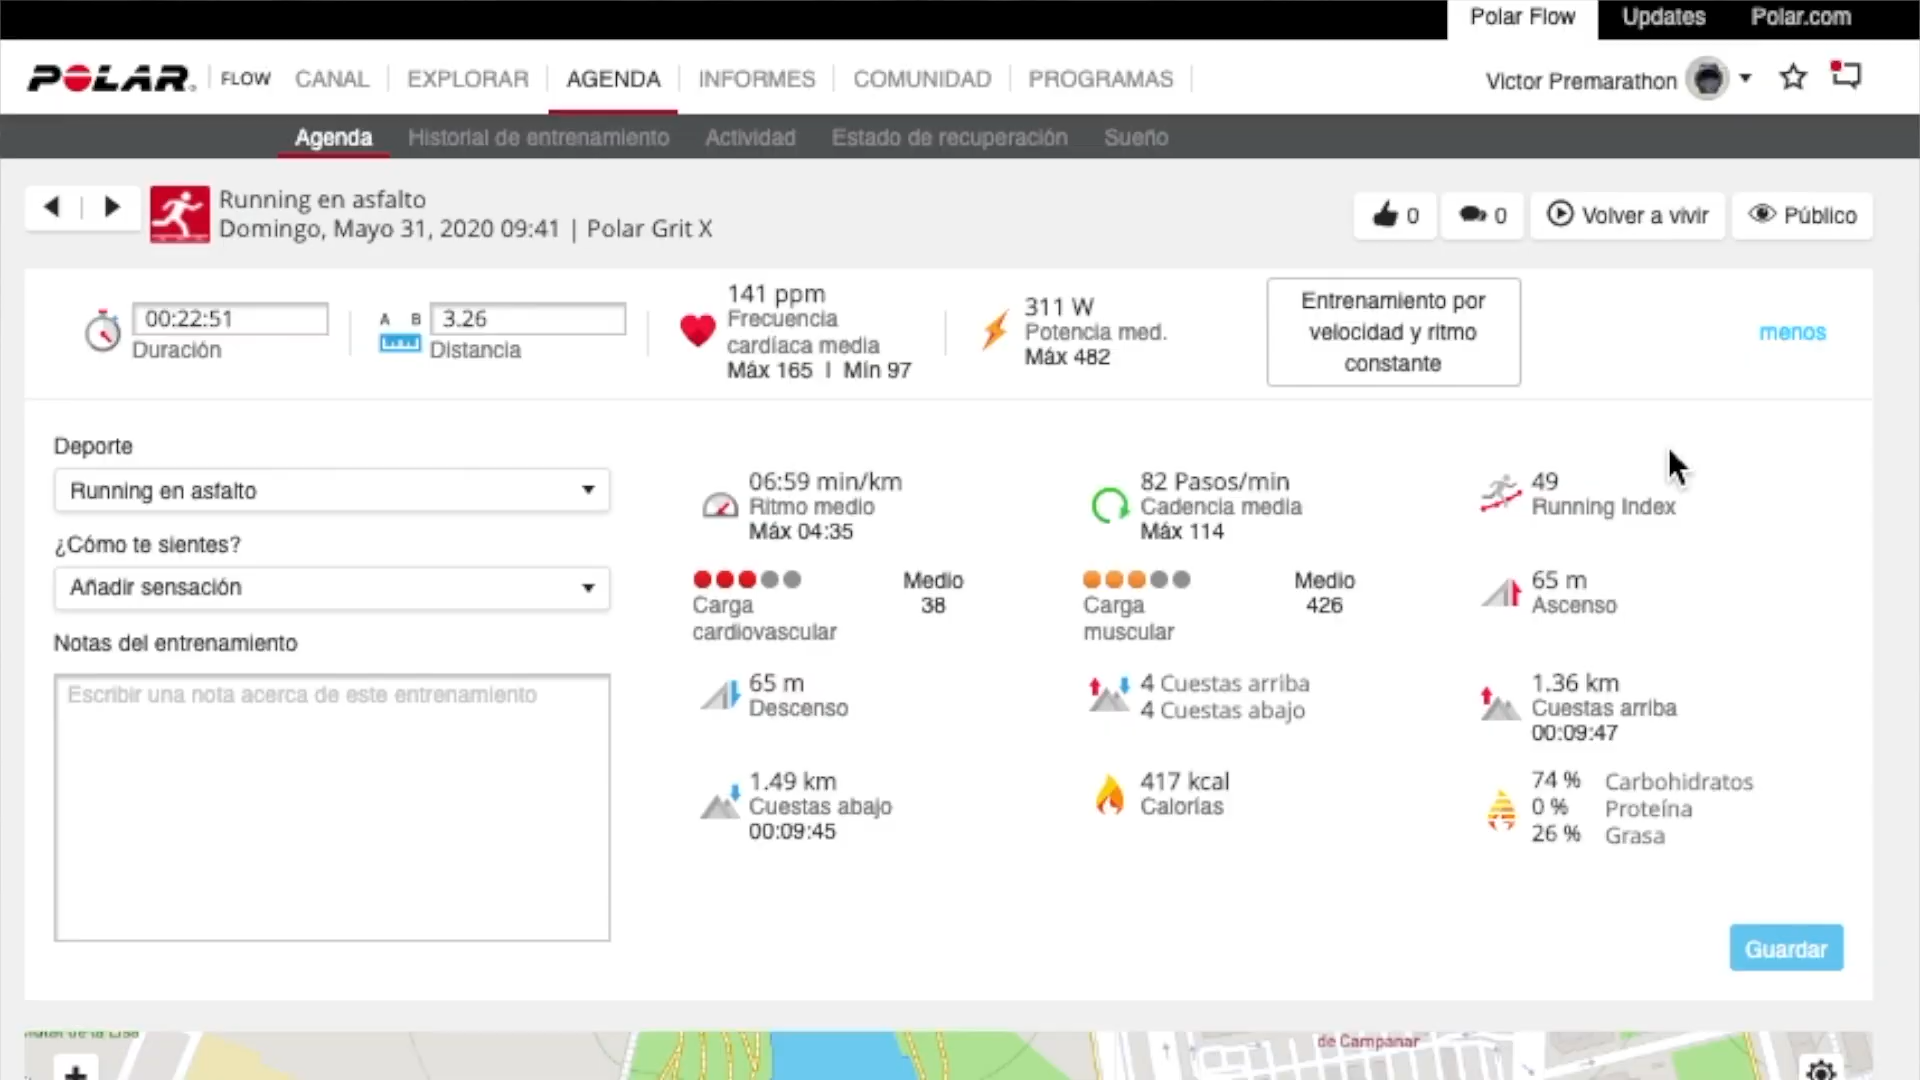 Polar Flow
Updates
Polar.com
POLAR
FLOW
CANAL
EXPLORAR
AGENDA
INFORMES
COMUNIDAD
PROGRAMAS
Victor Premarathon
Agenda
Historial de entrenamiento
Actividad
Estado de recuperación
Sueño
Running en asfalto
Domingo, Mayo 31, 2020 09:41 | Polar Grit X
0
0
Volver a vivir
Público
00:22:51
Duración
A B
3.26
Distancia
141 ppm
Frecuencia
cardíaca media
Máx 165 | Mín 97
311 W
Potencia med.
Máx 482
Entrenamiento por
velocidad y ritmo
constante
menos
Deporte
Running en asfalto
¿Cómo te sientes?
Añadir sensación
Notas del entrenamiento
Escribir una nota acerca de este entrenamiento
06:59 min/km
Ritmo medio
Máx 04:35
82 Pasos/min
Cadencia media
Máx 114
49
Running Index
Carga
cardiovascular
Medio
38
Carga
muscular
Medio
426
65 m
Ascenso
65 m
Descenso
4 Cuestas arriba
4 Cuestas abajo
1.36 km
Cuestas arriba
00:09:47
1.49 km
Cuestas abajo
00:09:45
417 kcal
Calorías
74 % Carbohidratos
0 % Proteína
26 % Grasa
Guardar
de la Lisa
de Campanar
+